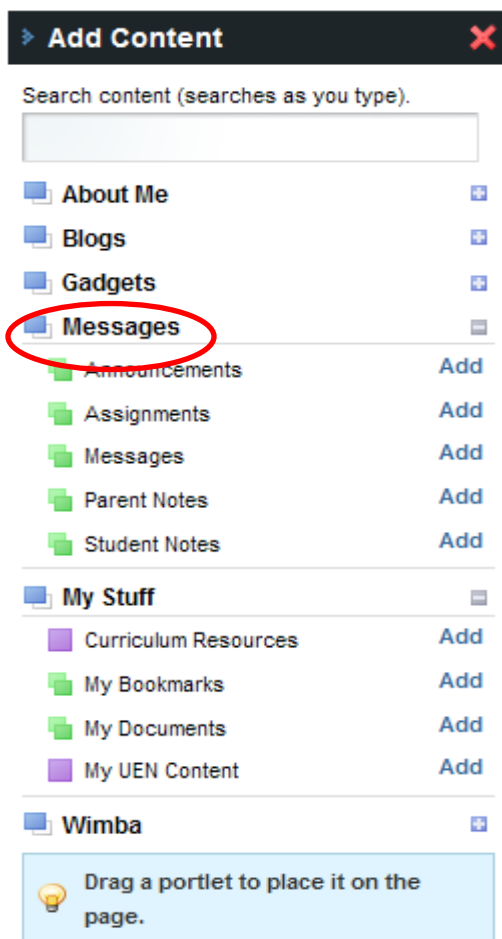 Add Content
Search content (searches as you type).
About Me
Blogs
Gadgets
Messages
Announcements Add
Assignments Add
Messages Add
Parent Notes Add
Student Notes Add
My Stuff
Curriculum Resources Add
My Bookmarks Add
My Documents Add
My UEN Content Add
Wimba
Drag a portlet to place it on the
page.